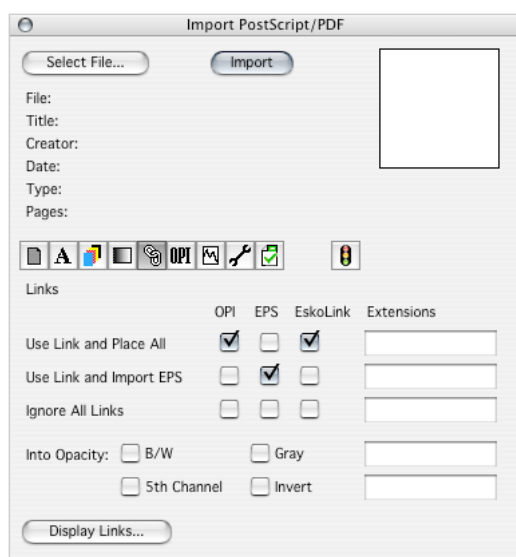 Import PostScript/PDF
Select File... Import
File:
Title:
Creator:
Date:
Type:
Pages:
A OPI
Links
OPI EPS EskoLink Extensions
Use Link and Place All
Use Link and Import EPS
Ignore All Links
Into Opacity: B/W Gray
5th Channel Invert
Display Links...